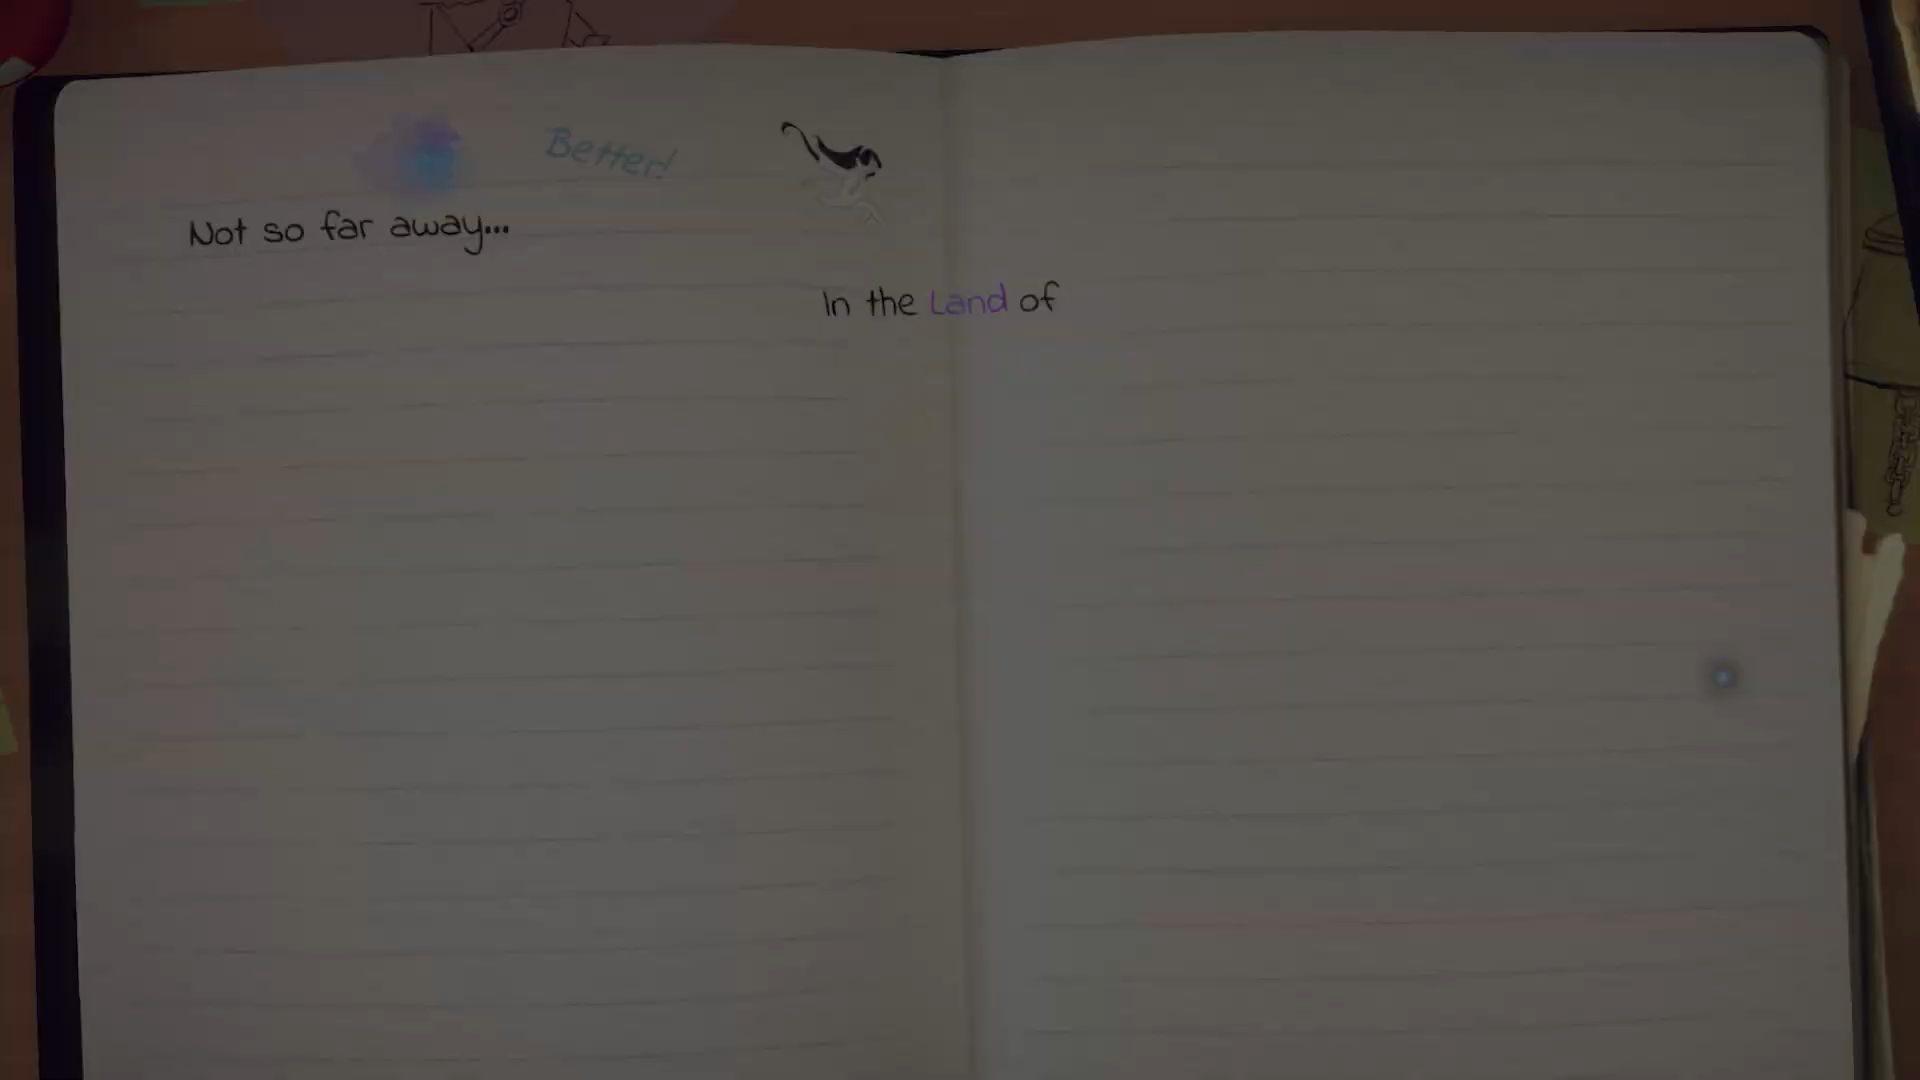 Better!
Not so far away...
In the Land of